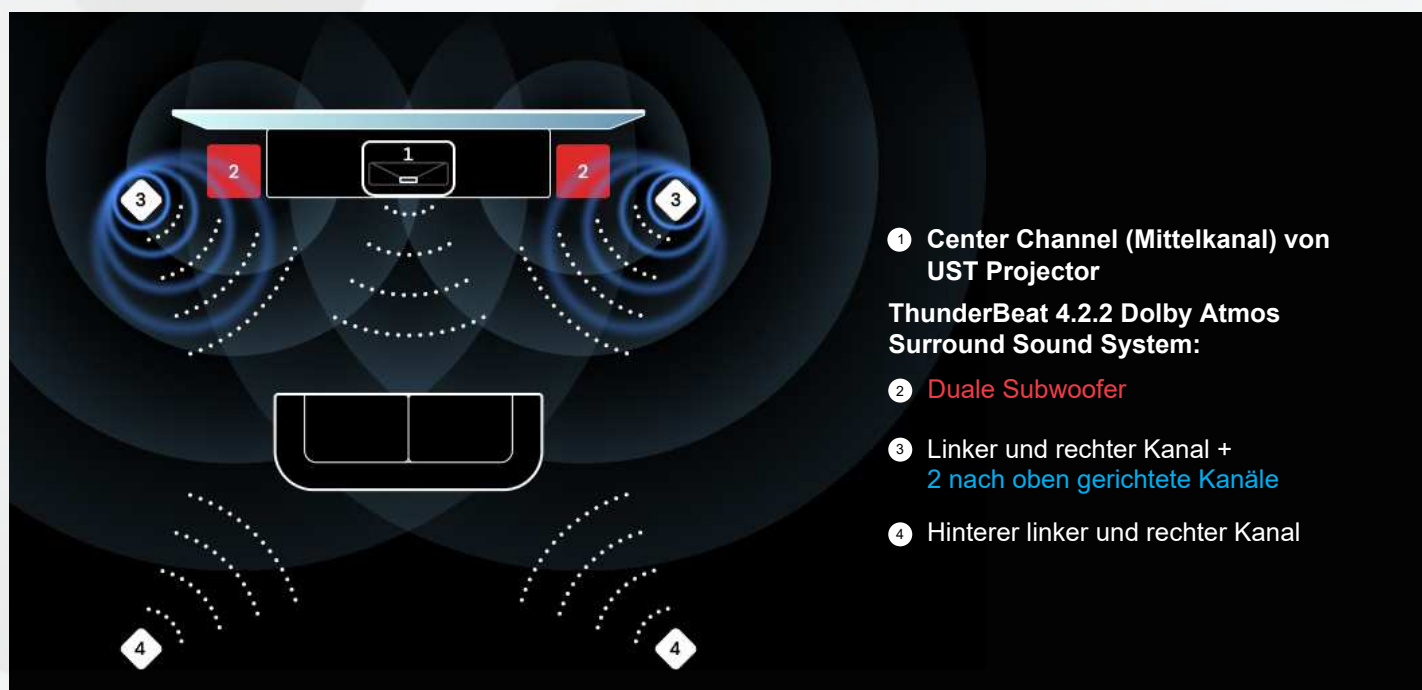 1
2
2
3
3
1 Center Channel (Mittelkanal) von
UST Projector
ThunderBeat 4.2.2 Dolby Atmos
Surround Sound System:
2 Duale Subwoofer
3 Linker und rechter Kanal +
2 nach oben gerichtete Kanäle
4 Hinterer linker und rechter Kanal
4
4